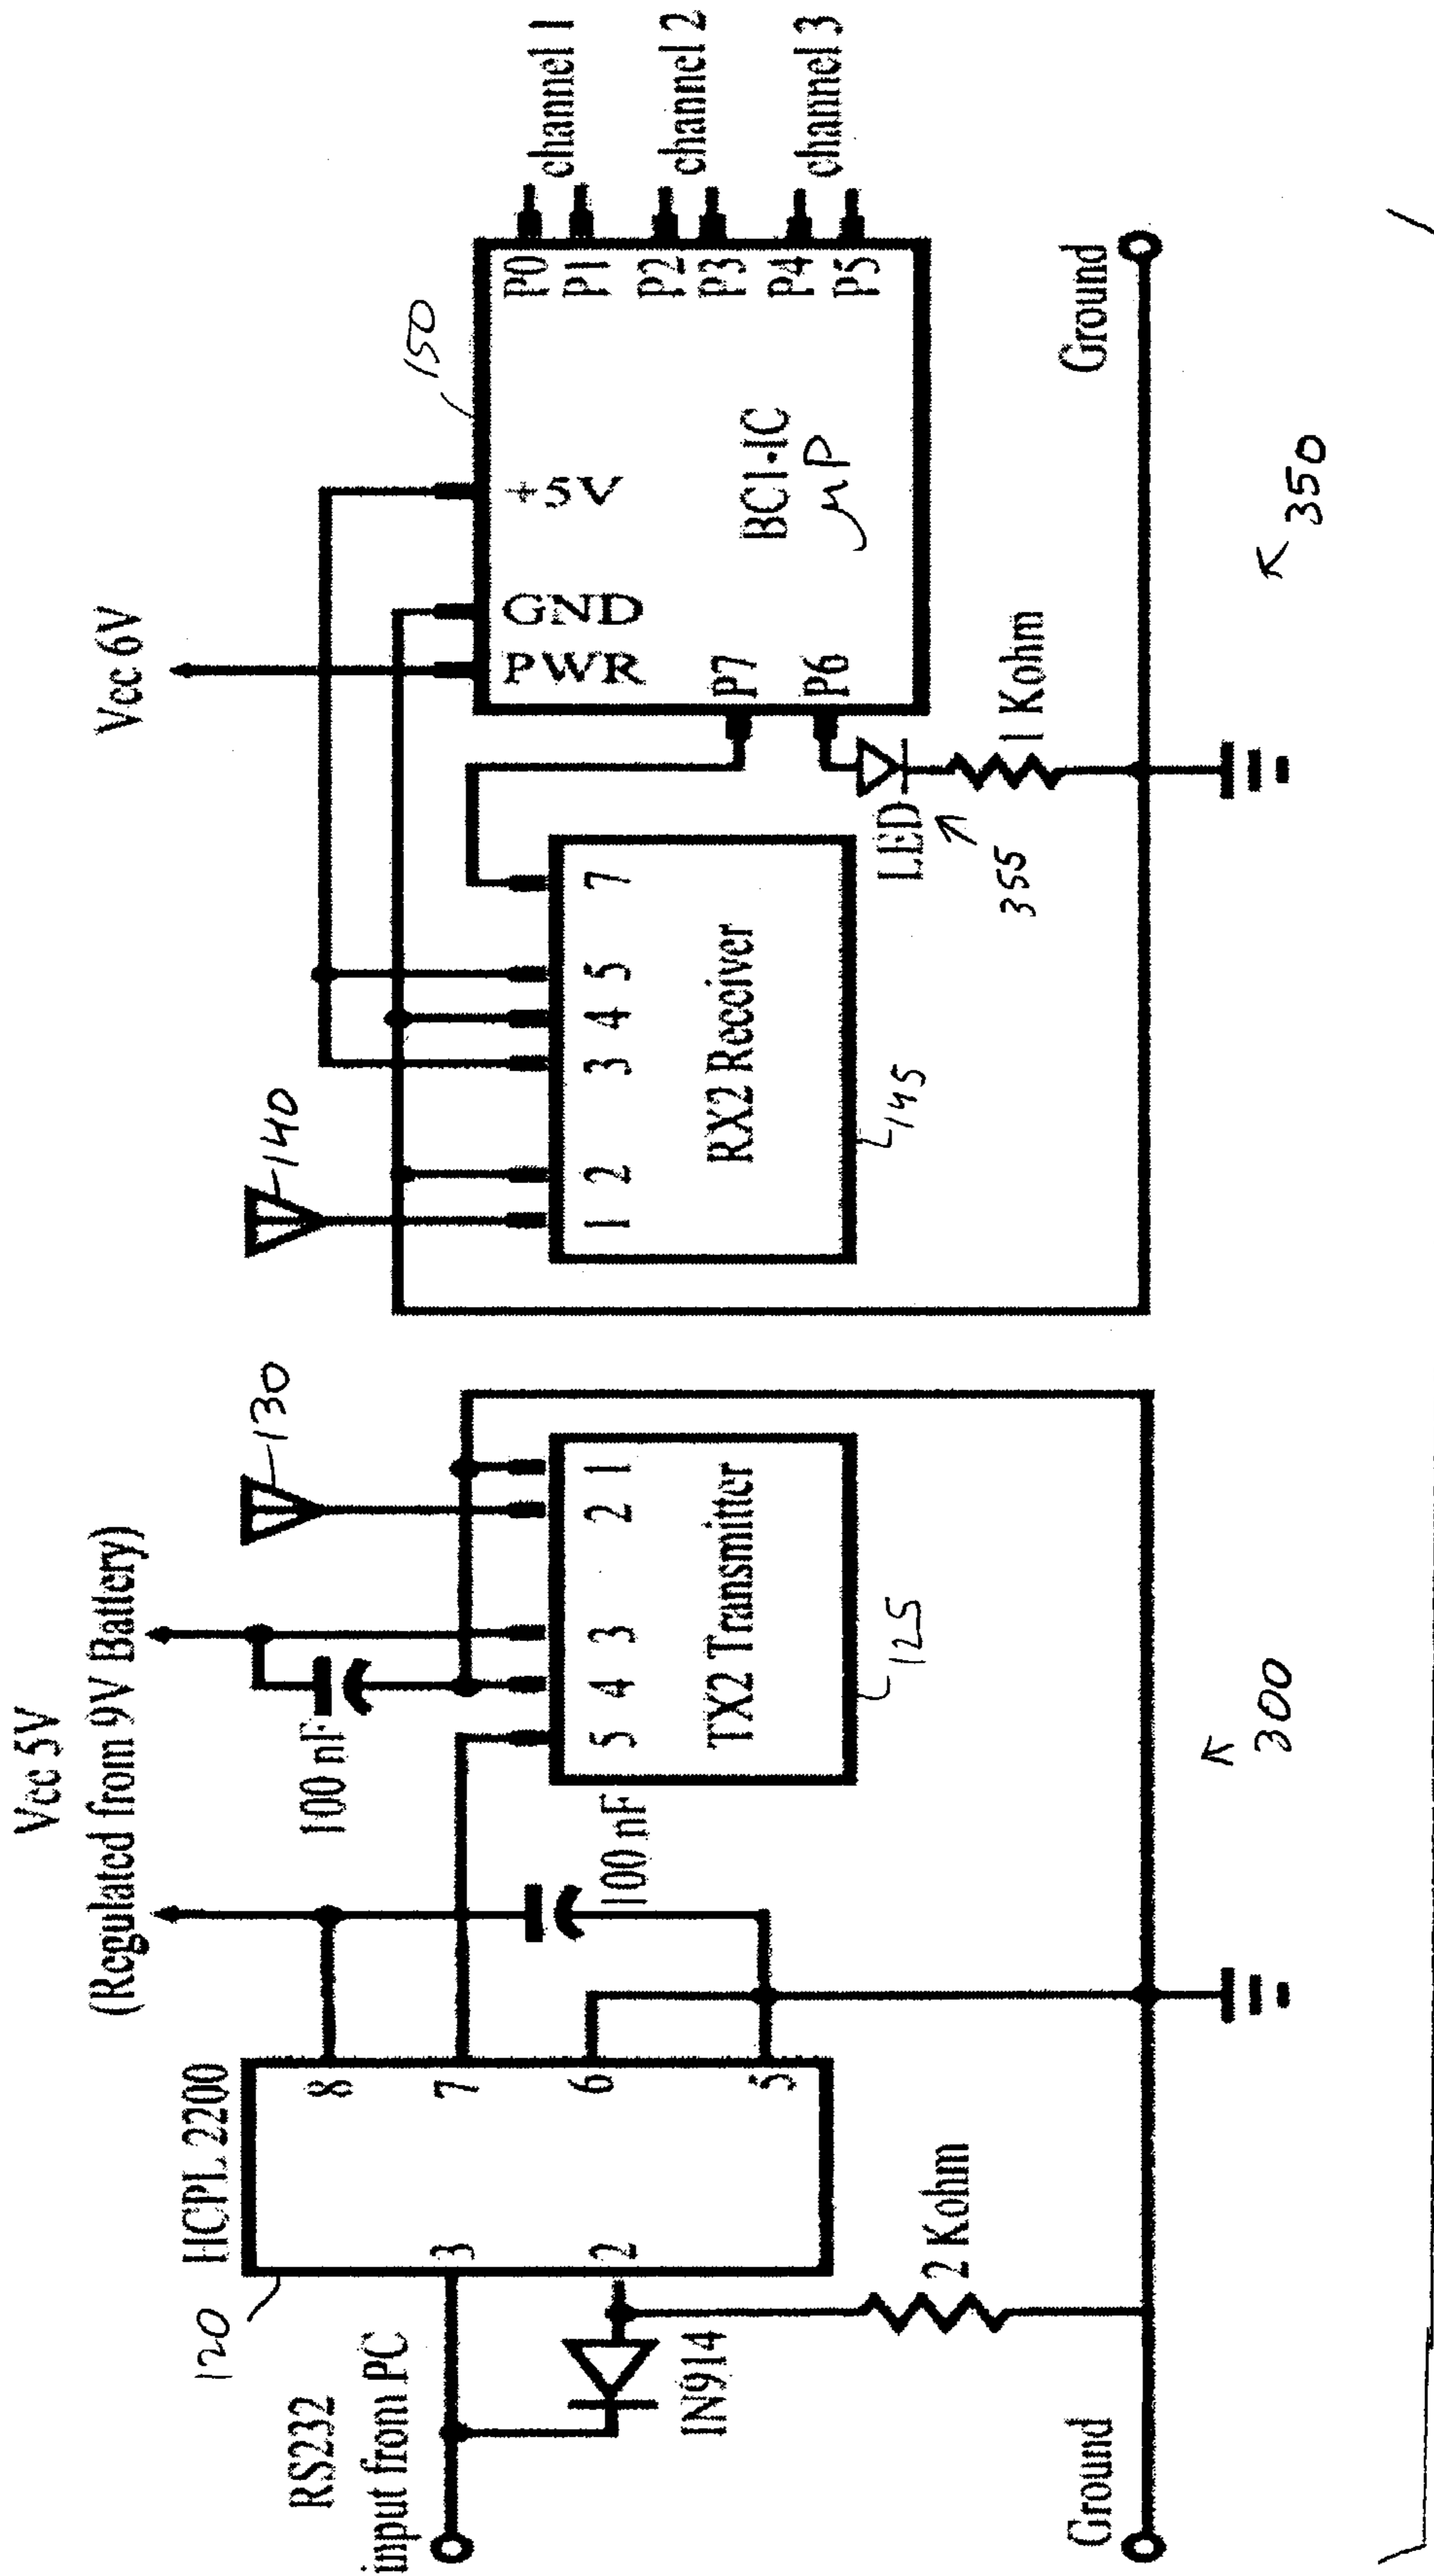 Vcc 5V
(Regulated from 9V Battery)
HCPL 2200
120
RS232
input from PC
3
2
8
7
6
5
IN914
2 Kohm
Ground
100 nF
100 nF
130
5 4 3 2 1
TX2 Transmitter
125
300
Vcc 6V
140
1 2 3 4 5 7
RX2 Receiver
145
PWR GND +5V
150
P0
P1
P2
P3
P4
P5
channel 1
channel 2
channel 3
BC1·IC
μP
P7
P6
LED
355
1 Kohm
Ground
350